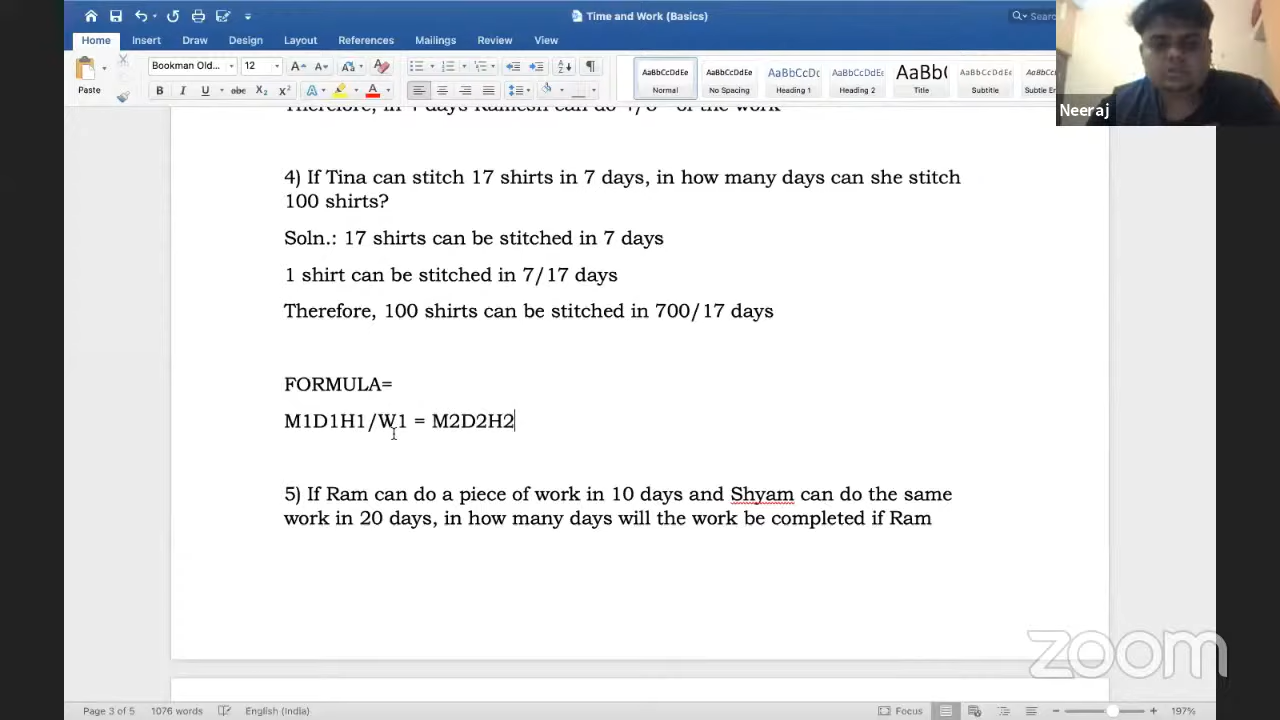 Time and Work (Basics)
Home Insert Draw Design Layout References Mailings Review View
Paste
Bookman Old... 12
AaBbCcDdEe AaBbCcDdEe AaBbCcDc AaBbCcDdEe AaBb( AaBbCcDdEe
Normal No Spacing Heading 1 Heading 2 Title Subtitle
Neeraj
4) If Tina can stitch 17 shirts in 7 days, in how many days can she stitch
100 shirts?
Soln.: 17 shirts can be stitched in 7 days
1 shirt can be stitched in 7/17 days
Therefore, 100 shirts can be stitched in 700/17 days
FORMULA=
M1D1H1/W1 = M2D2H2
5) If Ram can do a piece of work in 10 days and Shyam can do the same
work in 20 days, in how many days will the work be completed if Ram
zoom
Page 3 of 5 1076 words English (India) Focus 197%